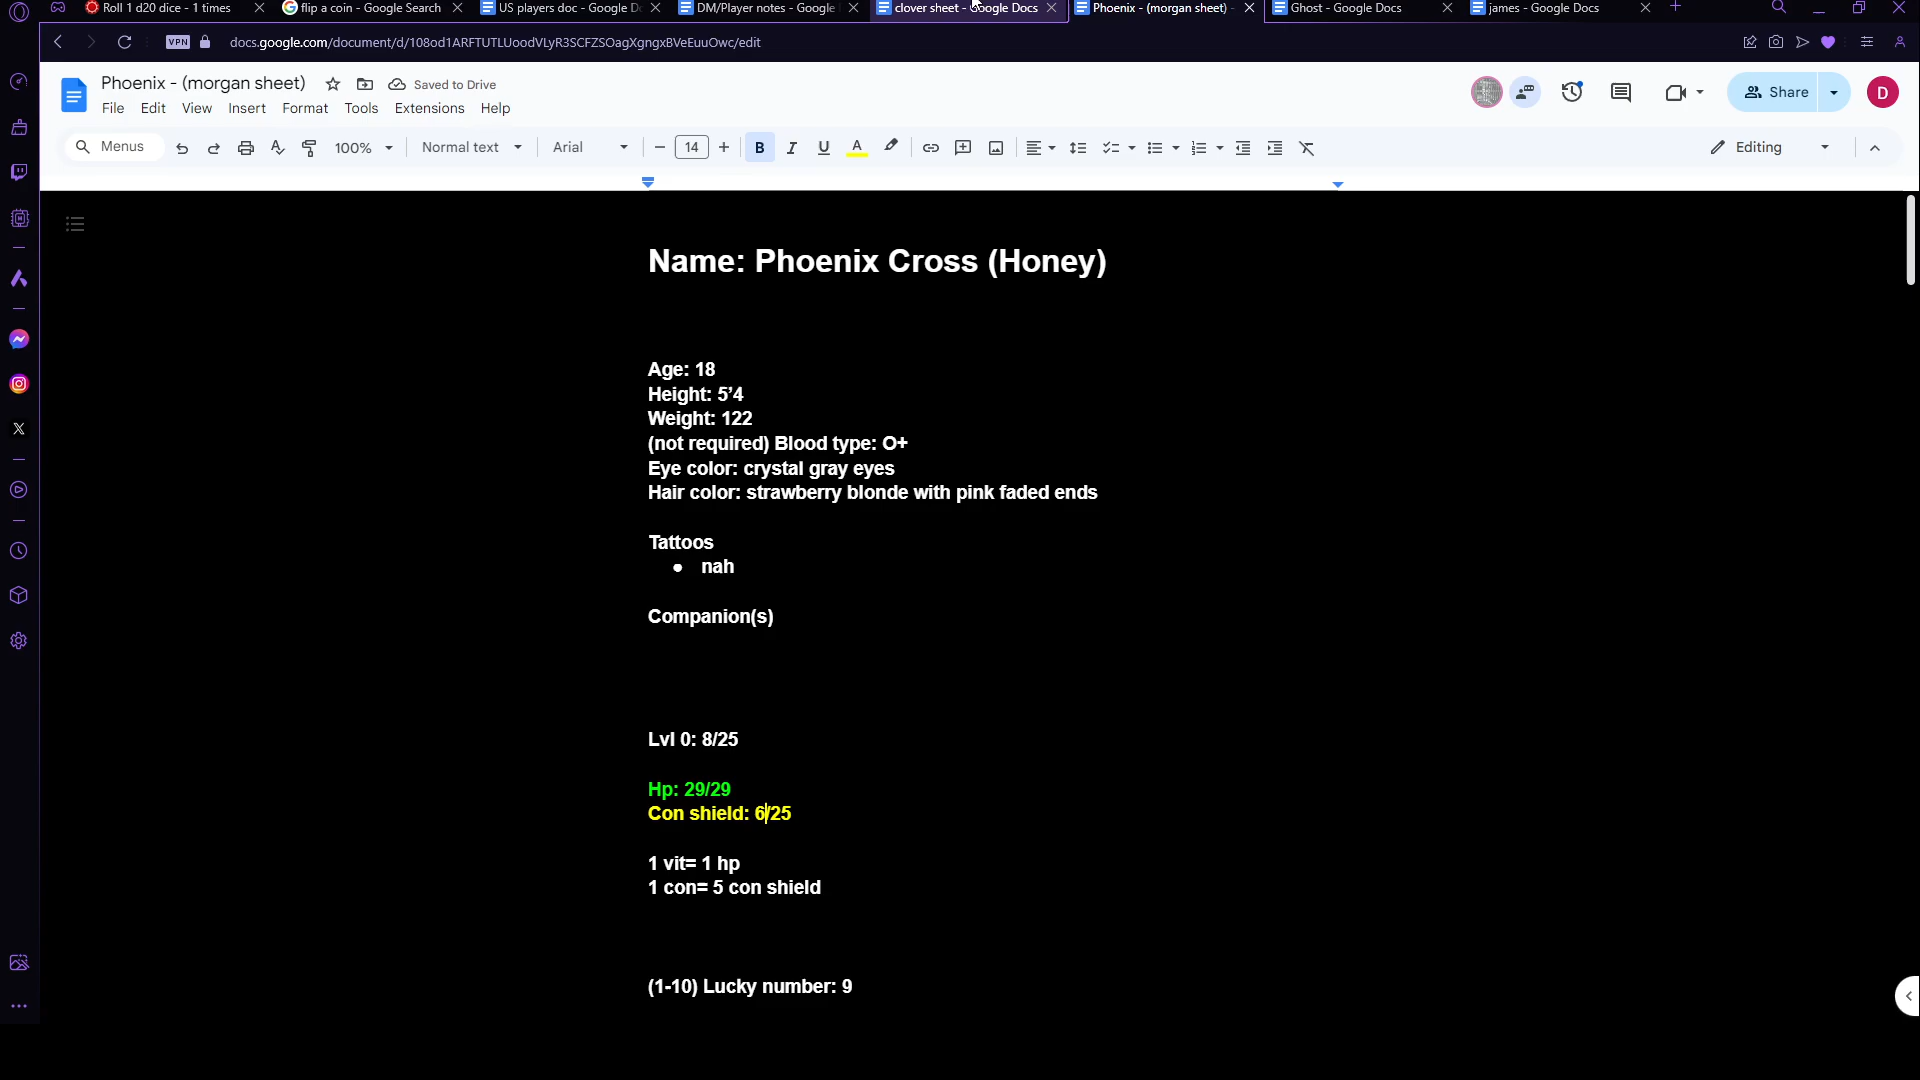 Roll 1 d20 dice - 1 times
flip a coin - Google Search
US players doc - Google D
DM/Player notes - Google
clover sheet - Google Docs
Phoenix - (morgan sheet) -
Ghost - Google Docs
james - Google Docs
VPN
docs.google.com/document/d/108od1ARFTUTLUoodVLyR3SCFZSOagXgngxBVeEuuOwc/edit
Phoenix - (morgan sheet)
Saved to Drive
File Edit View Insert Format Tools Extensions Help
Share
D
Menus
100%
Normal text
Arial
14
B I U A
Editing
Name: Phoenix Cross (Honey)
Age: 18
Height: 5’4
Weight: 122
(not required) Blood type: O+
Eye color: crystal gray eyes
Hair color: strawberry blonde with pink faded ends
Tattoos
● nah
Companion(s)
Lvl 0: 8/25
Hp: 29/29
Con shield: 6/25
1 vit= 1 hp
1 con= 5 con shield
(1-10) Lucky number: 9